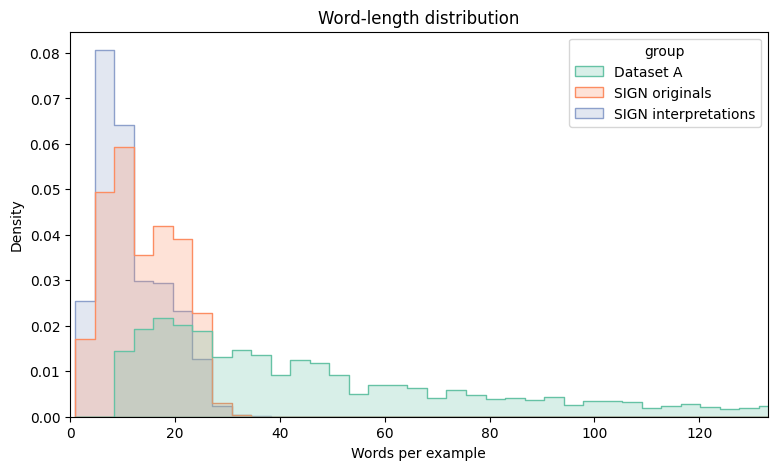 Word-length distribution
group
Dataset A
SIGN originals
SIGN interpretations
Density
0.08
0.07
0.06
0.05
0.04
0.03
0.02
0.01
0.00
0 20 40 60 80 100 120
Words per example